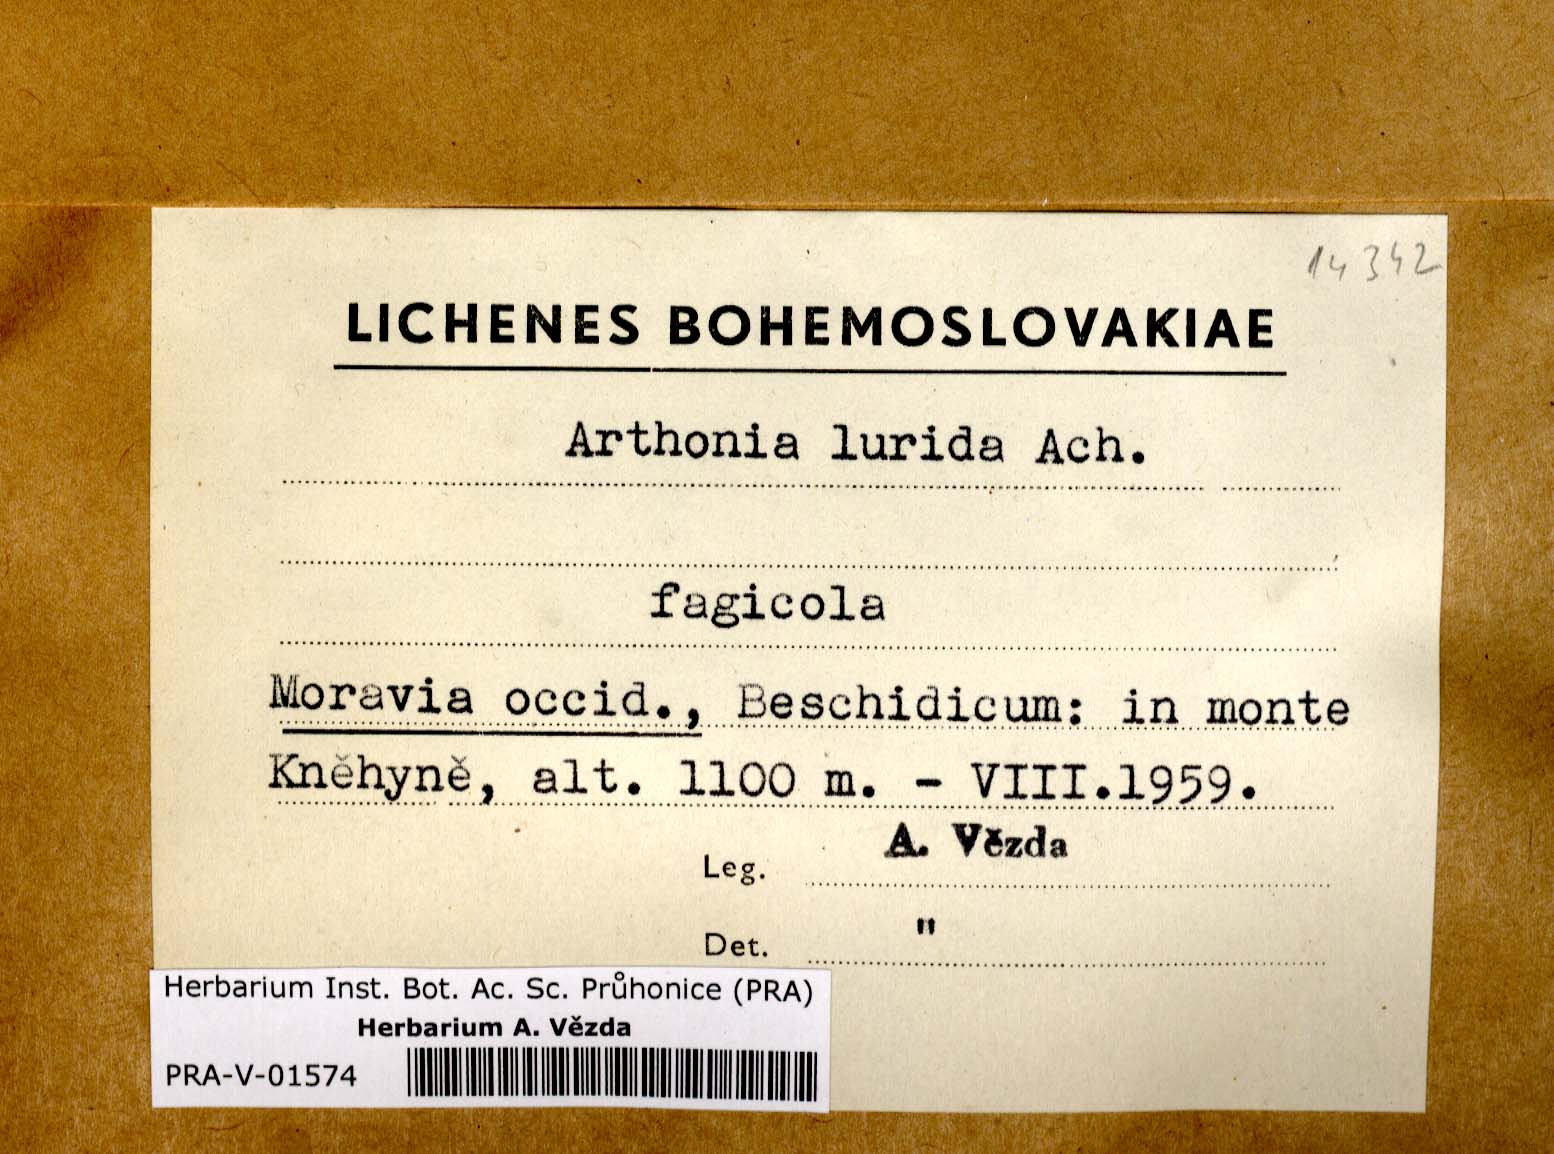 14342
LICHENES BOHEMOSLOVAKIAE
Arthonia lurida Ach.
fagicola
Moravia occid., Beschidicum: in monte
Kněhyně, alt. 1100 m. - VIII.1959.
Leg. A. Vězda
Det. "
Herbarium Inst. Bot. Ac. Sc. Průhonice (PRA)
Herbarium A. Vězda
PRA-V-01574